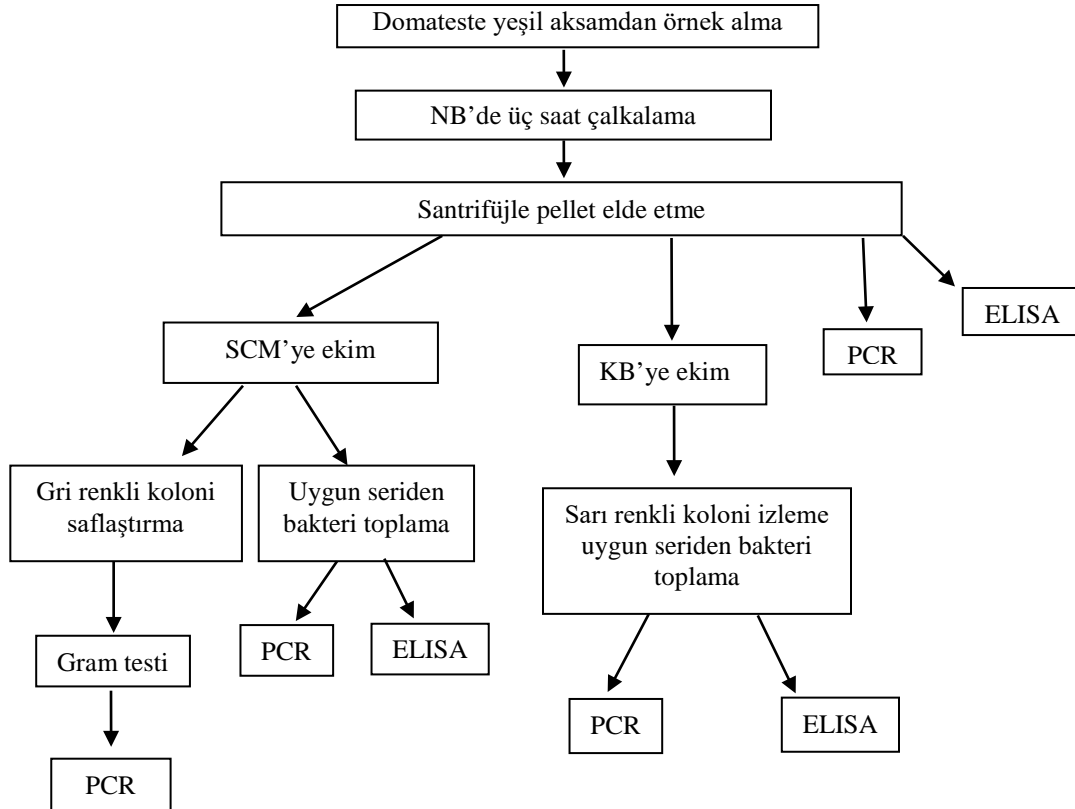 Domateste yeşil aksamdan örnek alma
NB’de üç saat çalkalama
Santrifüjle pellet elde etme
SCM’ye ekim
KB’ye ekim
PCR
ELISA
Gri renkli koloni
saflaştırma
Uygun seriden
bakteri toplama
Sarı renkli koloni izleme
uygun seriden bakteri
toplama
Gram testi
PCR
ELISA
PCR
ELISA
PCR